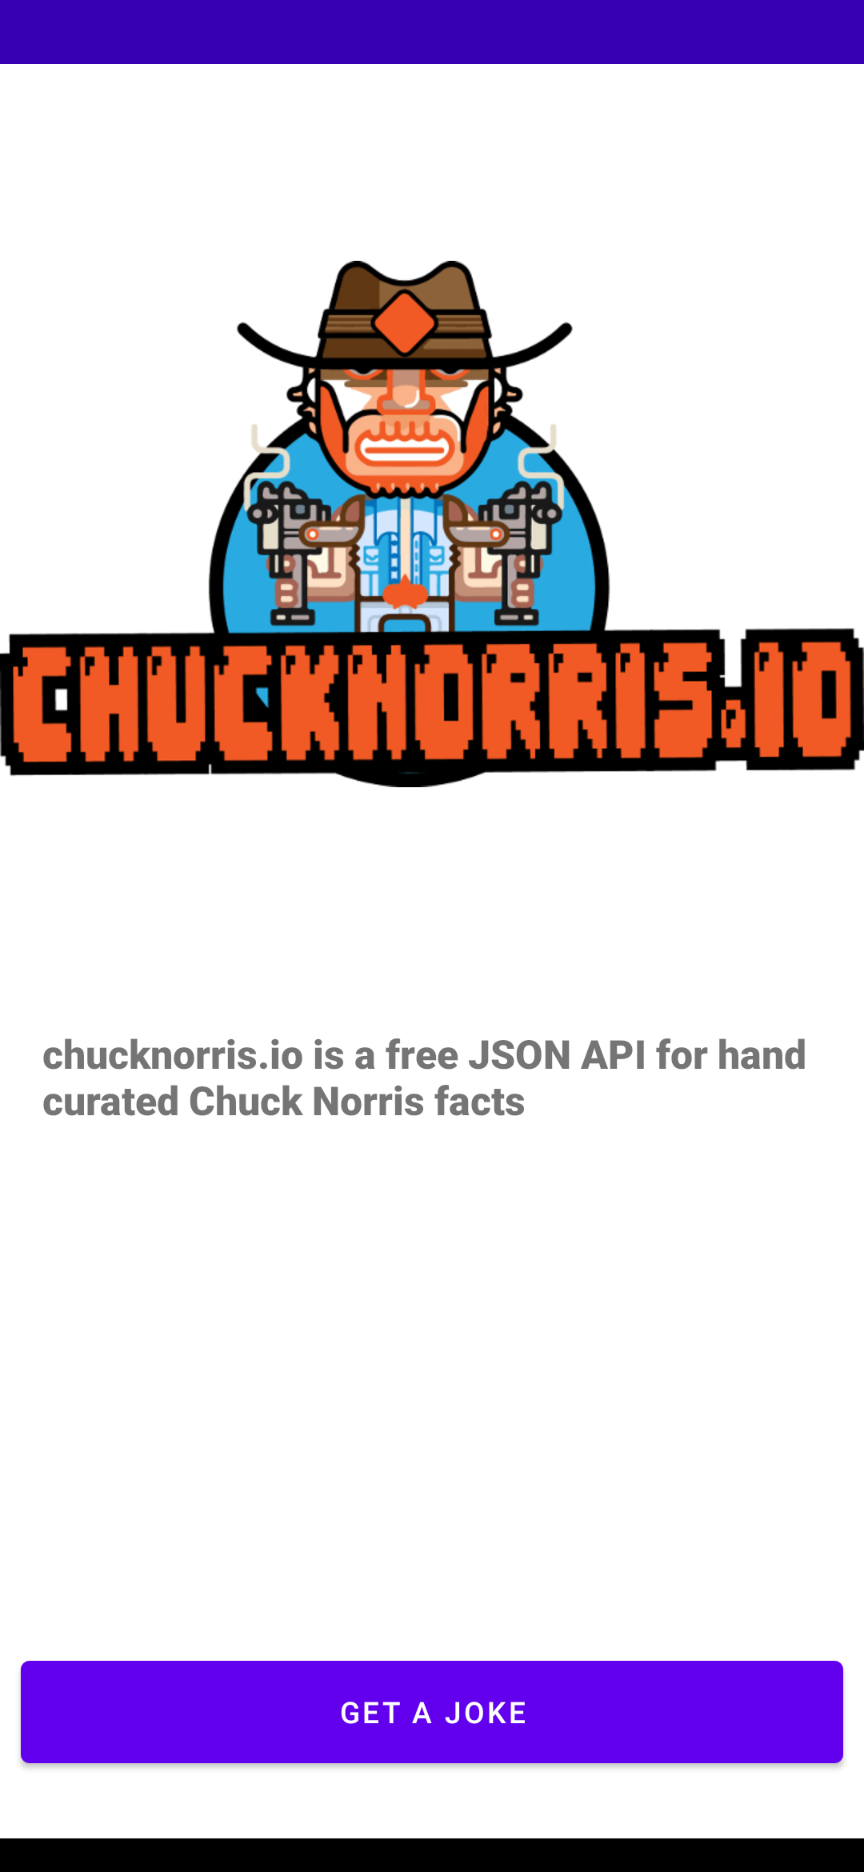 CHUCKNORRIS.IO
chucknorris.io is a free JSON API for hand
curated Chuck Norris facts
GET A JOKE